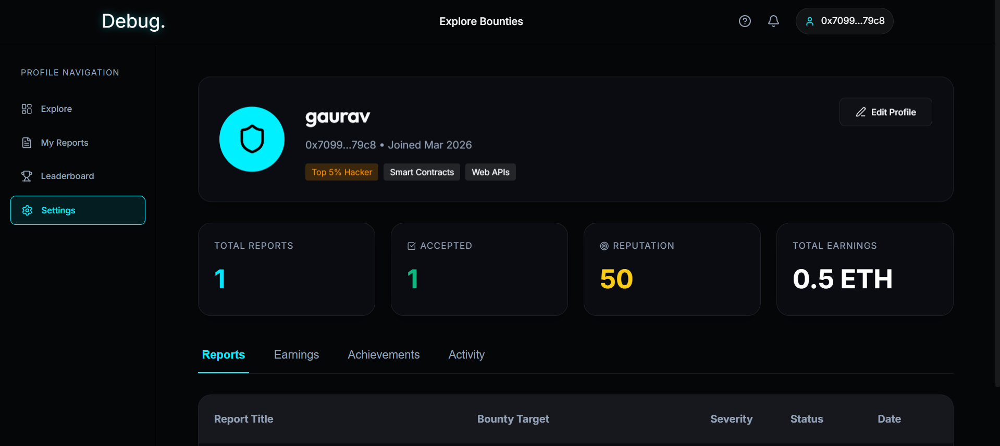 Debug.
Explore Bounties
0x7099...79c8
PROFILE NAVIGATION
Explore
My Reports
Leaderboard
Settings
gaurav
0x7099...79c8 • Joined Mar 2026
Top 5% Hacker
Smart Contracts
Web APIs
Edit Profile
TOTAL REPORTS
1
ACCEPTED
1
REPUTATION
50
TOTAL EARNINGS
0.5 ETH
Reports
Earnings
Achievements
Activity
Report Title
Bounty Target
Severity
Status
Date